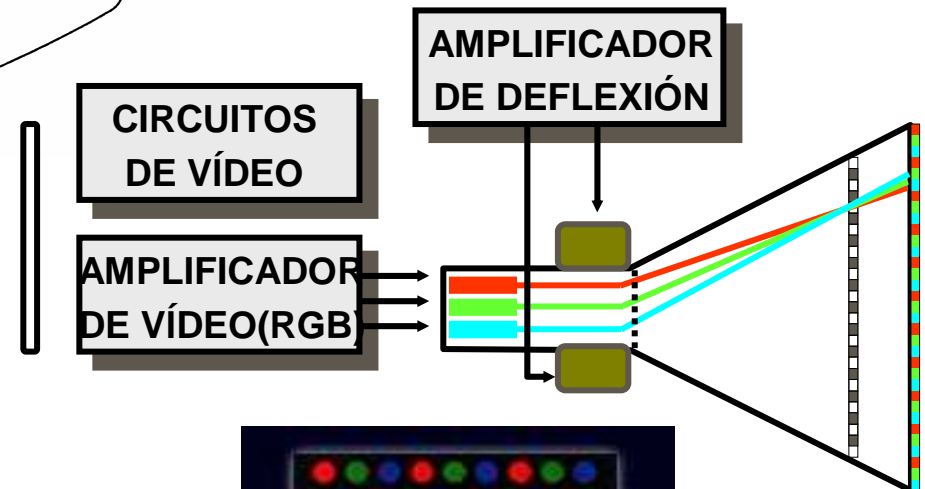 AMPLIFICADOR
DE DEFLEXIÓN
CIRCUITOS
DE VÍDEO
AMPLIFICADOR
DE VÍDEO(RGB)